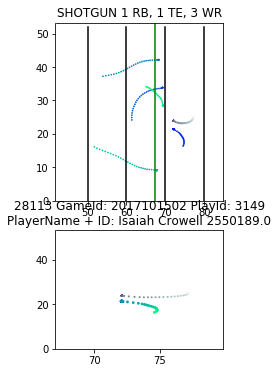 SHOTGUN 1 RB, 1 TE, 3 WR
50
40
30
20
10
0
50 60 70 80
28113 GameId: 2017101502 PlayId: 3149
PlayerName + ID: Isaiah Crowell 2550189.0
40
20
0
70 75